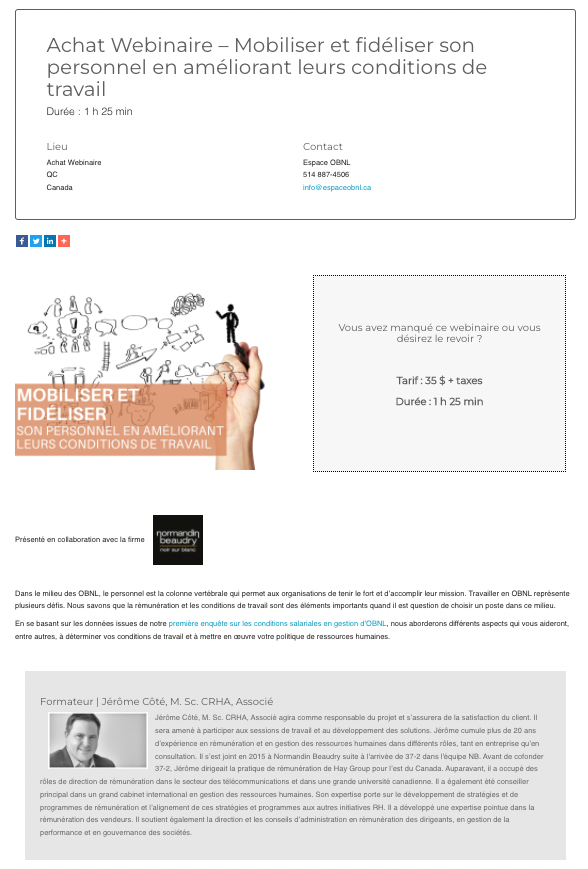 Achat Webinaire – Mobiliser et fidéliser son
personnel en améliorant leurs conditions de
travail
Durée : 1 h 25 min
Lieu
Achat Webinaire
QC
Canada
Contact
Espace OBNL
514 887-4506
info@espaceobnl.ca
MOBILISER ET
FIDÉLISER
SON PERSONNEL EN AMÉLIORANT
LEURS CONDITIONS DE TRAVAIL
Vous avez manqué ce webinaire ou vous
désirez le revoir ?
Tarif : 35 $ + taxes
Durée : 1 h 25 min
Présenté en collaboration avec la firme
normandin
beaudry
noir sur blanc
Dans le milieu des OBNL, le personnel est la colonne vertébrale qui permet aux organisations de tenir le fort et d'accomplir leur mission. Travailler en OBNL représente
plusieurs défis. Nous savons que la rémunération et les conditions de travail sont des éléments importants quand il est question de choisir un poste dans ce milieu.
En se basant sur les données issues de notre première enquête sur les conditions salariales en gestion d'OBNL, nous aborderons différents aspects qui vous aideront,
entre autres, à déterminer vos conditions de travail et à mettre en œuvre votre politique de ressources humaines.
Formateur | Jérôme Côté, M. Sc. CRHA, Associé
Jérôme Côté, M. Sc. CRHA, Associé agira comme responsable du projet et s'assurera de la satisfaction du client. Il
sera amené à participer aux sessions de travail et au développement des solutions. Jérôme cumule plus de 20 ans
d'expérience en rémunération et en gestion des ressources humaines dans différents rôles, tant en entreprise qu'en
consultation. Il s'est joint en 2015 à Normandin Beaudry suite à l'arrivée de 37-2 dans l'équipe NB. Avant de cofonder
37-2, Jérôme dirigeait la pratique de rémunération de Hay Group pour l'est du Canada. Auparavant, il a occupé des
rôles de direction de rémunération dans le secteur des télécommunications et dans une grande université canadienne. Il a également été conseiller
principal dans un grand cabinet international en gestion des ressources humaines. Son expertise porte sur le développement de stratégies et de
programmes de rémunération et l'alignement de ces stratégies et programmes aux autres initiatives RH. Il a développé une expertise pointue dans la
rémunération des vendeurs. Il soutient également la direction et les conseils d'administration en rémunération des dirigeants, en gestion de la
performance et en gouvernance des sociétés.